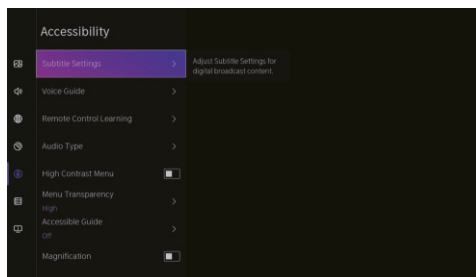 Accessibility
Subtitle Settings
Adjust Subtitle Settings for
digital broadcast content.
Voice Guide
Remote Control Learning
Audio Type
High Contrast Menu
Menu Transparency
High
Accessible Guide
Off
Magnification